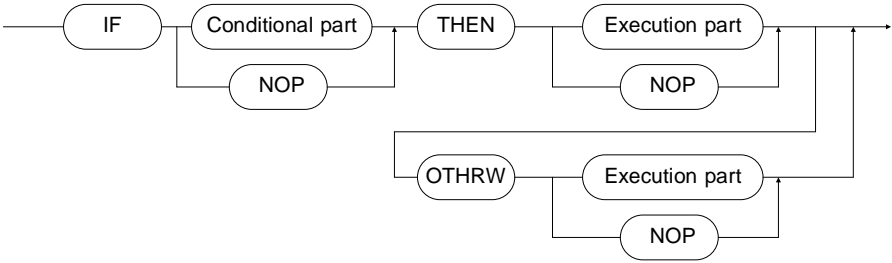 IF
Conditional part
THEN
Execution part
NOP
NOP
OTHRW
Execution part
NOP